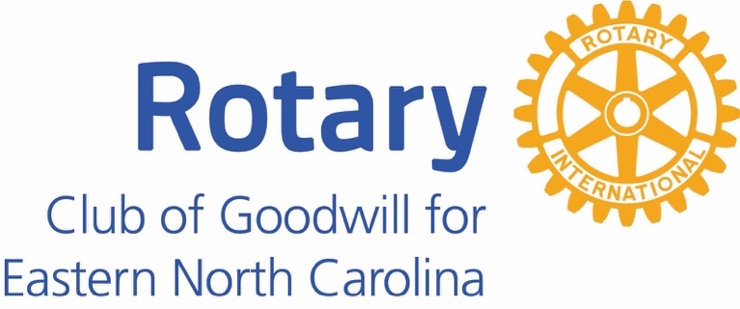 Rotary
Club of Goodwill for
Eastern North Carolina
ROTARY
INTERNATIONAL